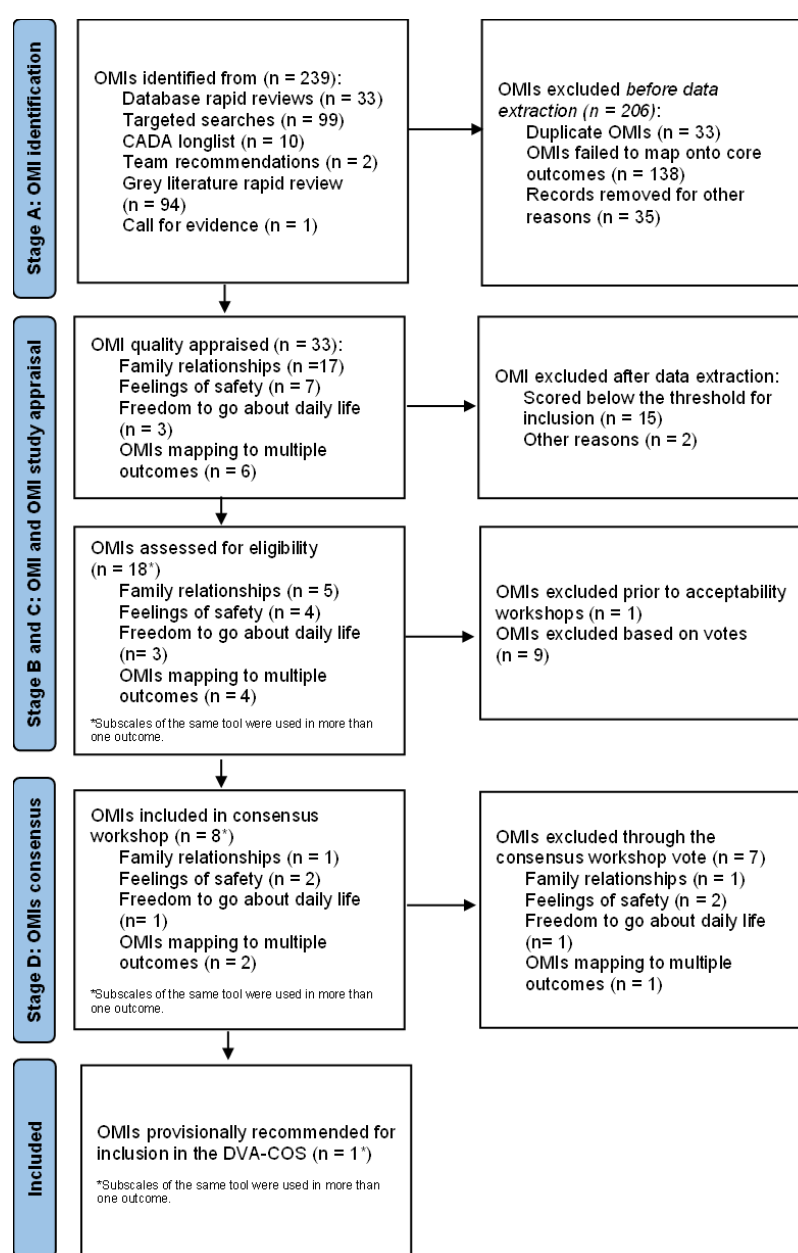 Stage A: OMI identification
OMIs identified from (n = 239):
Database rapid reviews (n = 33)
Targeted searches (n = 99)
CADA longlist (n = 10)
Team recommendations (n = 2)
Grey literature rapid review
(n = 94)
Call for evidence (n = 1)
OMIs excluded before data
extraction (n = 206):
Duplicate OMIs (n = 33)
OMIs failed to map onto core
outcomes (n = 138)
Records removed for other
reasons (n = 35)
Stage B and C: OMI and OMI study appraisal
OMI quality appraised (n = 33):
Family relationships (n =17)
Feelings of safety (n = 7)
Freedom to go about daily life
(n = 3)
OMIs mapping to multiple
outcomes (n = 6)
OMI excluded after data extraction:
Scored below the threshold for
inclusion (n = 15)
Other reasons (n = 2)
OMIs assessed for eligibility
(n = 18*)
Family relationships (n = 5)
Feelings of safety (n = 4)
Freedom to go about daily life
(n= 3)
OMIs mapping to multiple
outcomes (n = 4)
*Subscales of the same tool were used in more than
one outcome.
OMIs excluded prior to acceptability
workshops (n = 1)
OMIs excluded based on votes
(n = 9)
Stage D: OMIs consensus
OMIs included in consensus
workshop (n = 8*)
Family relationships (n = 1)
Feelings of safety (n = 2)
Freedom to go about daily life
(n= 1)
OMIs mapping to multiple
outcomes (n = 2)
*Subscales of the same tool were used in more than
one outcome.
OMIs excluded through the
consensus workshop vote (n = 7)
Family relationships (n = 1)
Feelings of safety (n = 2)
Freedom to go about daily life
(n= 1)
OMIs mapping to multiple
outcomes (n = 1)
Included
OMIs provisionally recommended for
inclusion in the DVA-COS (n = 1*)
*Subscales of the same tool were used in more than
one outcome.